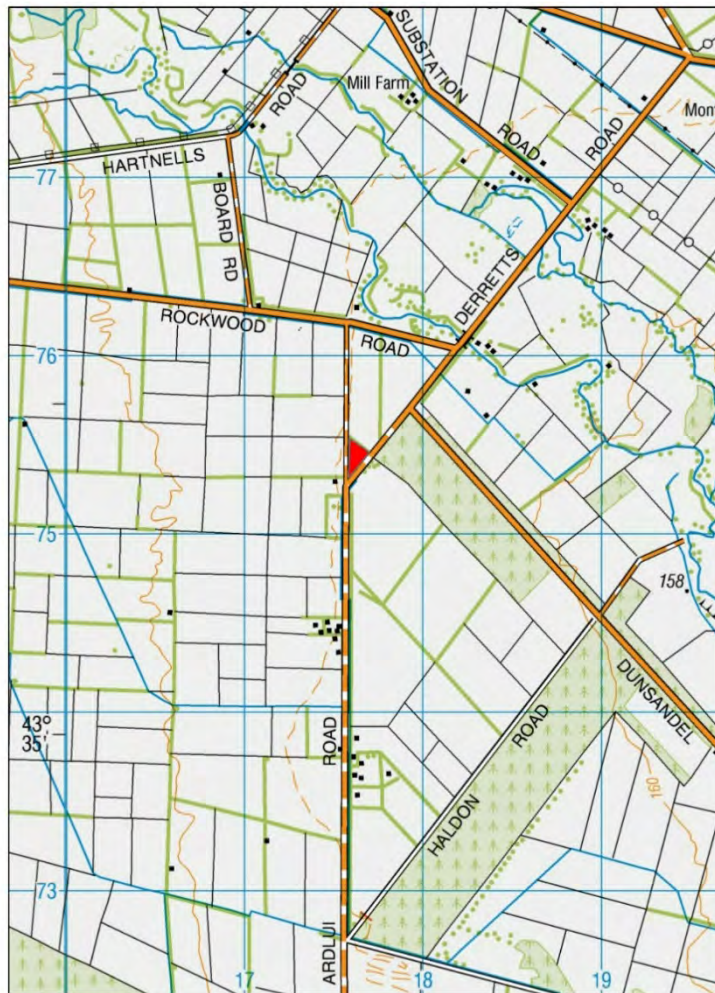 SUBSTATION
ROAD
Mill Farm
ROAD
ROAD
Mon
HARTNELLS
77
BOARD RD
DERRETTS
ROCKWOOD
ROAD
76
75
158
43°
35'
ROAD
ROAD
DUNSANDEL
HALDON
160
73
ARDLUI
17
18
19